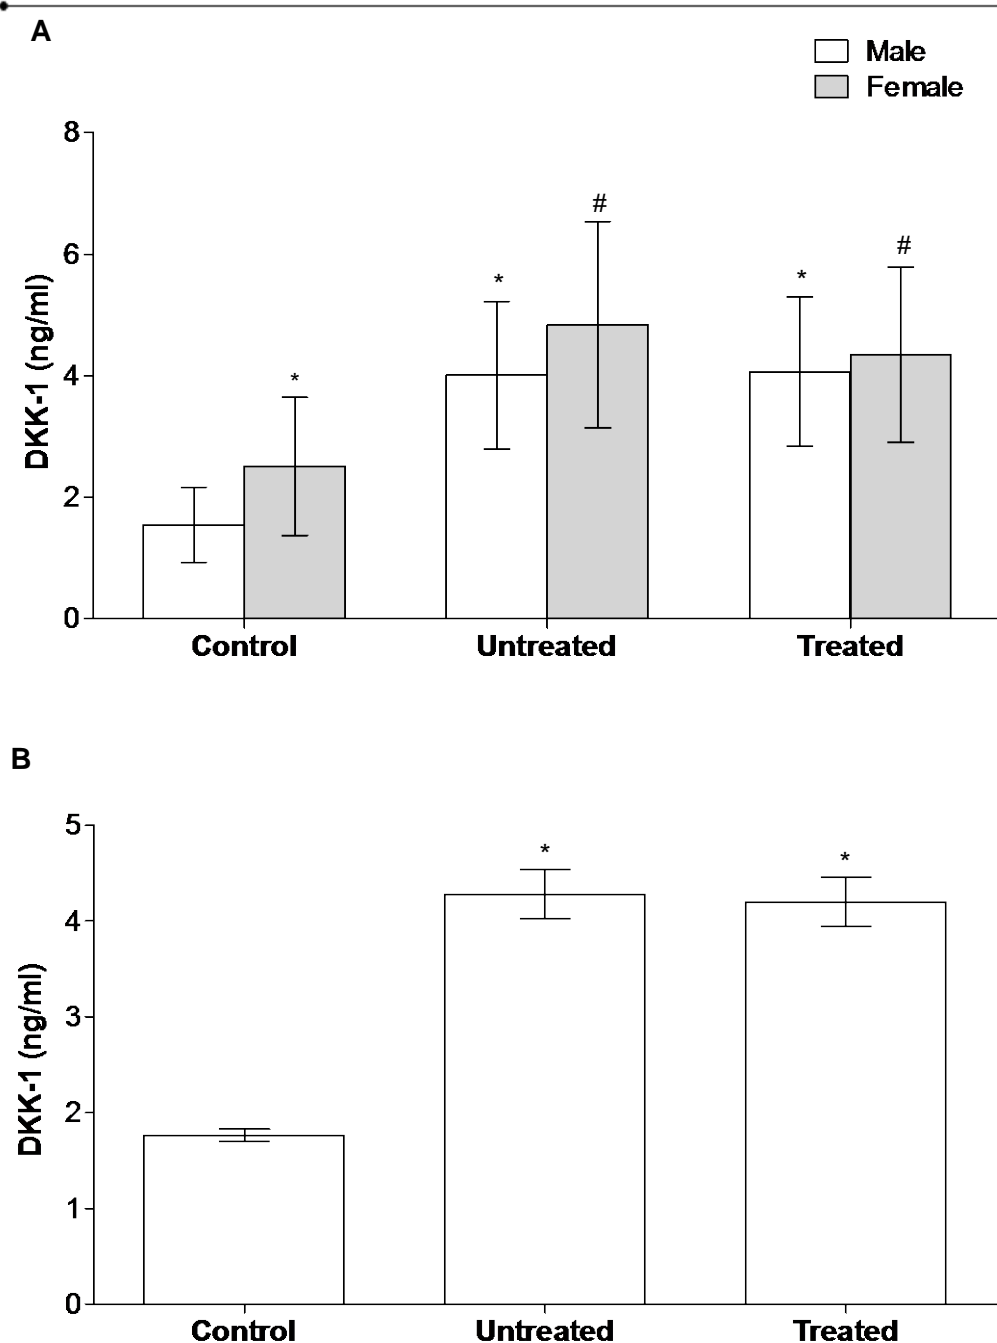 A
Male
Female
8
6
4
2
0
DKK-1 (ng/ml)
*
*
#
*
#
Control Untreated Treated
B
5
4
3
2
1
0
DKK-1 (ng/ml)
*
*
Control Untreated Treated